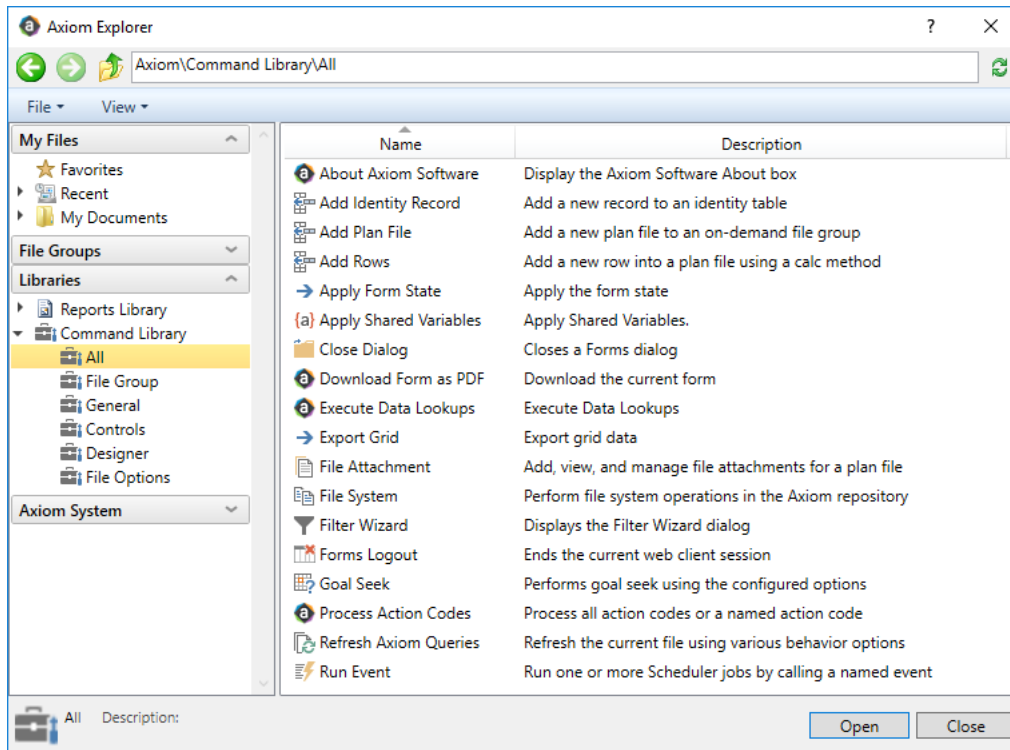 Axiom Explorer
?
Axiom\Command Library\All
File
View
My Files
Favorites
Recent
My Documents
File Groups
Libraries
Reports Library
Command Library
All
File Group
General
Controls
Designer
File Options
Axiom System
Name Description
About Axiom Software Display the Axiom Software About box
Add Identity Record Add a new record to an identity table
Add Plan File Add a new plan file to an on-demand file group
Add Rows Add a new row into a plan file using a calc method
Apply Form State Apply the form state
{a} Apply Shared Variables Apply Shared Variables.
Close Dialog Closes a Forms dialog
Download Form as PDF Download the current form
Execute Data Lookups Execute Data Lookups
Export Grid Export grid data
File Attachment Add, view, and manage file attachments for a plan file
File System Perform file system operations in the Axiom repository
Filter Wizard Displays the Filter Wizard dialog
Forms Logout Ends the current web client session
Goal Seek Performs goal seek using the configured options
Process Action Codes Process all action codes or a named action code
Refresh Axiom Queries Refresh the current file using various behavior options
Run Event Run one or more Scheduler jobs by calling a named event
All Description:
Open
Close